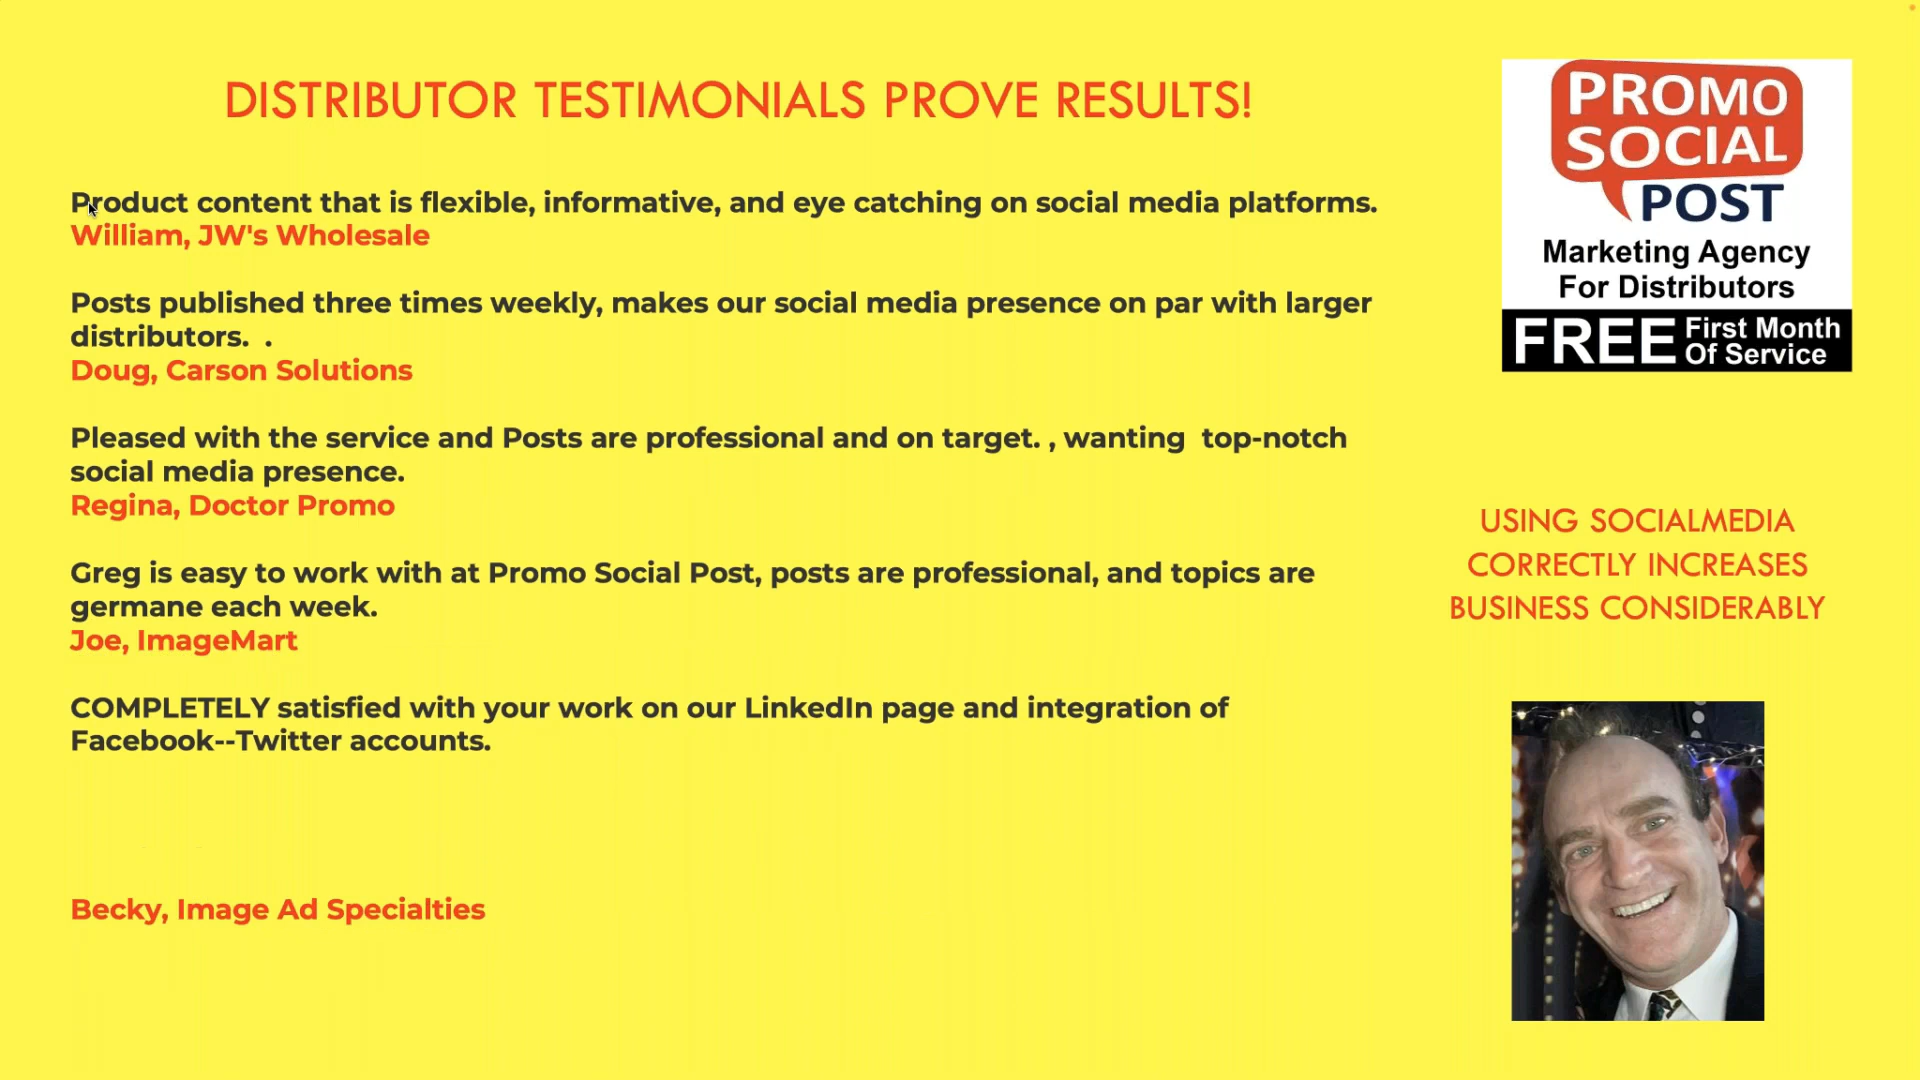 DISTRIBUTOR TESTIMONIALS PROVE RESULTS!
Product content that is flexible, informative, and eye catching on social media platforms.
William, JW's Wholesale
Posts published three times weekly, makes our social media presence on par with larger
distributors.  .
Doug, Carson Solutions
Pleased with the service and Posts are professional and on target. , wanting  top-notch
social media presence.
Regina, Doctor Promo
Greg is easy to work with at Promo Social Post, posts are professional, and topics are
germane each week.
Joe, ImageMart
COMPLETELY satisfied with your work on our LinkedIn page and integration of
Facebook--Twitter accounts.
Becky, Image Ad Specialties
PROMO
SOCIAL
POST
Marketing Agency
For Distributors
FREE First Month
Of Service
USING SOCIALMEDIA
CORRECTLY INCREASES
BUSINESS CONSIDERABLY